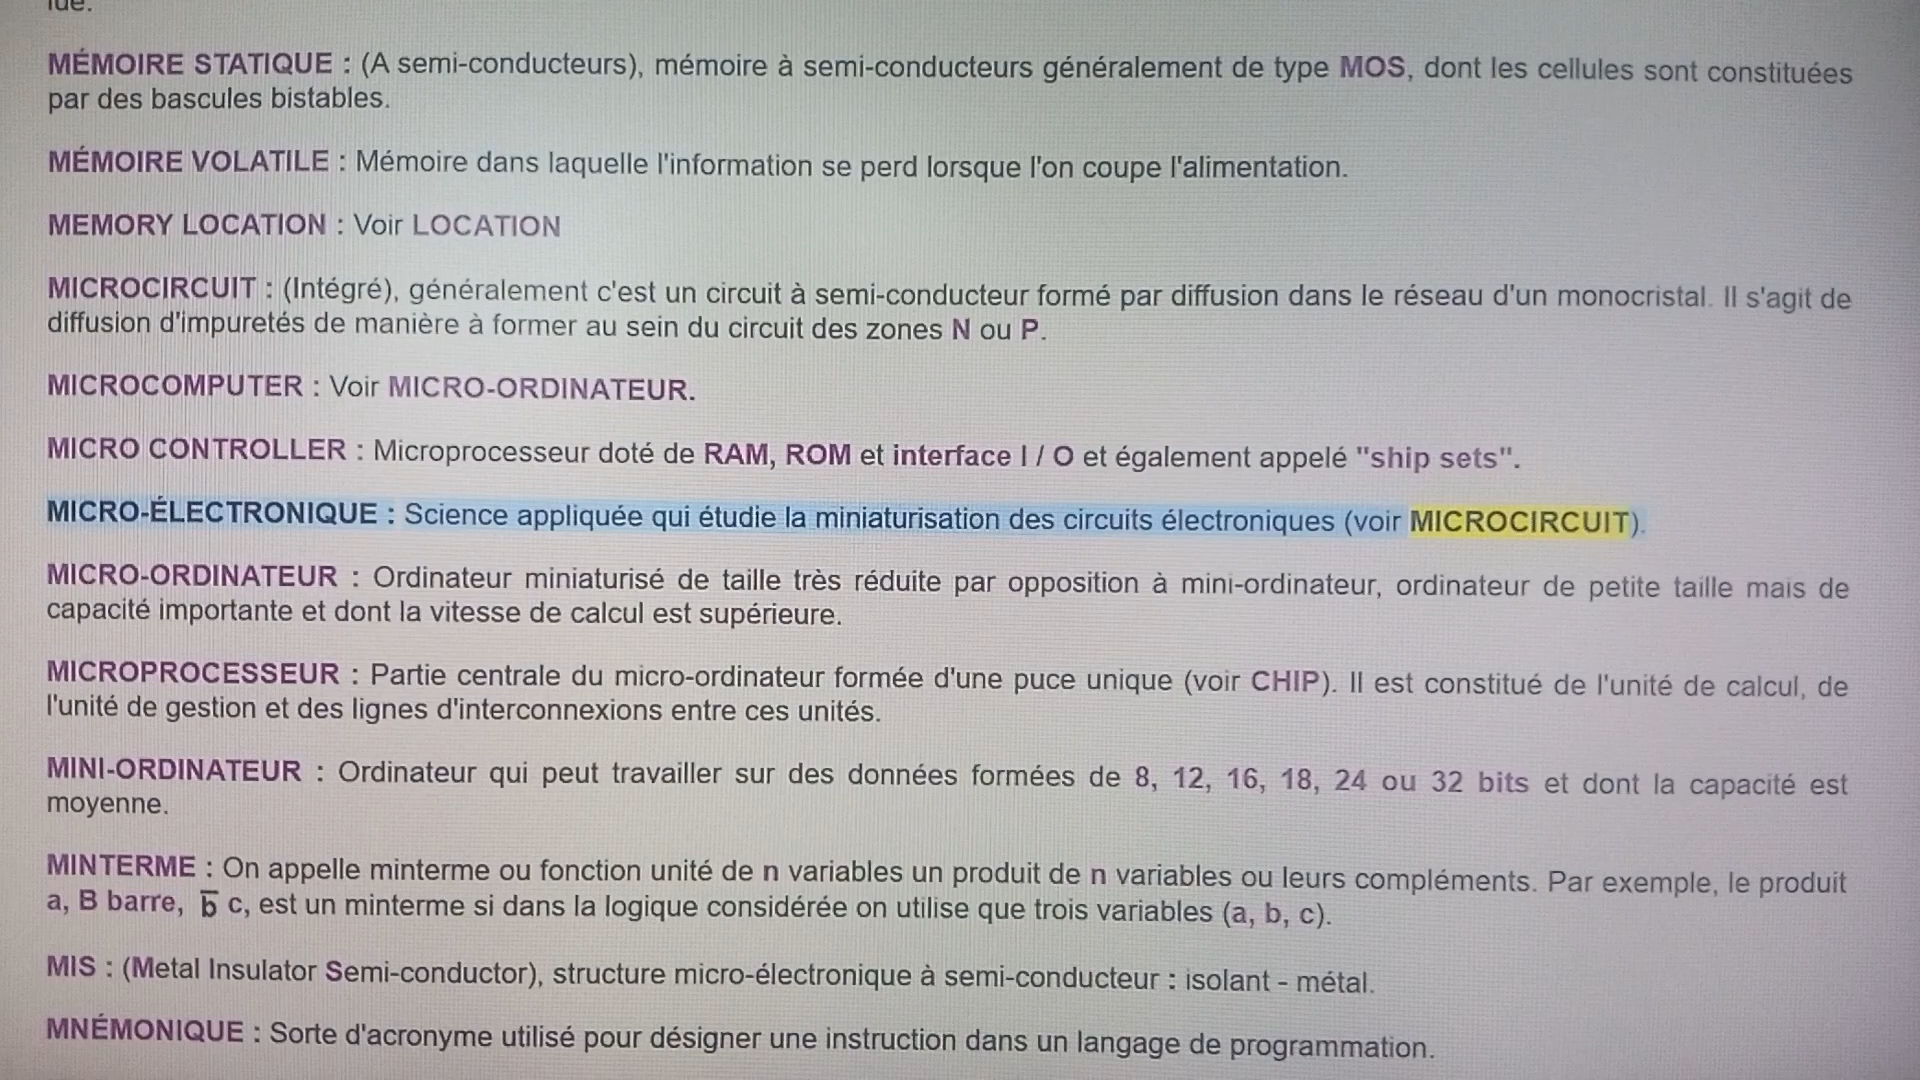 lue.
MÉMOIRE STATIQUE : (A semi-conducteurs), mémoire à semi-conducteurs généralement de type MOS, dont les cellules sont constituées
par des bascules bistables.
MÉMOIRE VOLATILE : Mémoire dans laquelle l'information se perd lorsque l'on coupe l'alimentation.
MEMORY LOCATION : Voir LOCATION
MICROCIRCUIT : (Intégré), généralement c'est un circuit à semi-conducteur formé par diffusion dans le réseau d'un monocristal. Il s'agit de
diffusion d'impuretés de manière à former au sein du circuit des zones N ou P.
MICROCOMPUTER : Voir MICRO-ORDINATEUR.
MICRO CONTROLLER : Microprocesseur doté de RAM, ROM et interface I / O et également appelé "ship sets".
MICRO-ÉLECTRONIQUE : Science appliquée qui étudie la miniaturisation des circuits électroniques (voir MICROCIRCUIT).
MICRO-ORDINATEUR : Ordinateur miniaturisé de taille très réduite par opposition à mini-ordinateur, ordinateur de petite taille mais de
capacité importante et dont la vitesse de calcul est supérieure.
MICROPROCESSEUR : Partie centrale du micro-ordinateur formée d'une puce unique (voir CHIP). Il est constitué de l'unité de calcul, de
l'unité de gestion et des lignes d'interconnexions entre ces unités.
MINI-ORDINATEUR : Ordinateur qui peut travailler sur des données formées de 8, 12, 16, 18, 24 ou 32 bits et dont la capacité est
moyenne.
MINTERME : On appelle minterme ou fonction unité de n variables un produit de n variables ou leurs compléments. Par exemple, le produit
a, B barre, b̅ c, est un minterme si dans la logique considérée on utilise que trois variables (a, b, c).
MIS : (Metal Insulator Semi-conductor), structure micro-électronique à semi-conducteur : isolant - métal.
MNÉMONIQUE : Sorte d'acronyme utilisé pour désigner une instruction dans un langage de programmation.